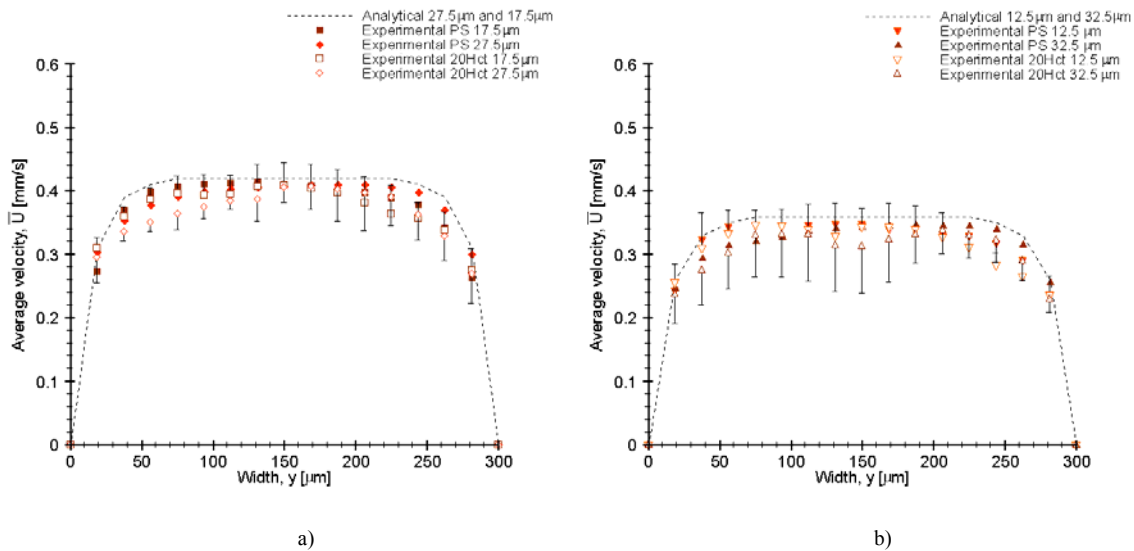 Analytical 27.5μm and 17.5μm
Experimental PS 17.5μm
Experimental PS 27.5μm
Experimental 20Hct 17.5μm
Experimental 20Hct 27.5μm
0.6
0.5
0.4
0.3
0.2
0.1
0
Average velocity, U̅ [mm/s]
0 50 100 150 200 250 300
Width, y [μm]
a)
Analytical 12.5μm and 32.5μm
Experimental PS 12.5 μm
Experimental PS 32.5 μm
Experimental 20Hct 12.5 μm
Experimental 20Hct 32.5 μm
0.6
0.5
0.4
0.3
0.2
0.1
0
Average velocity, U̅ [mm/s]
0 50 100 150 200 250 300
Width, y [μm]
b)